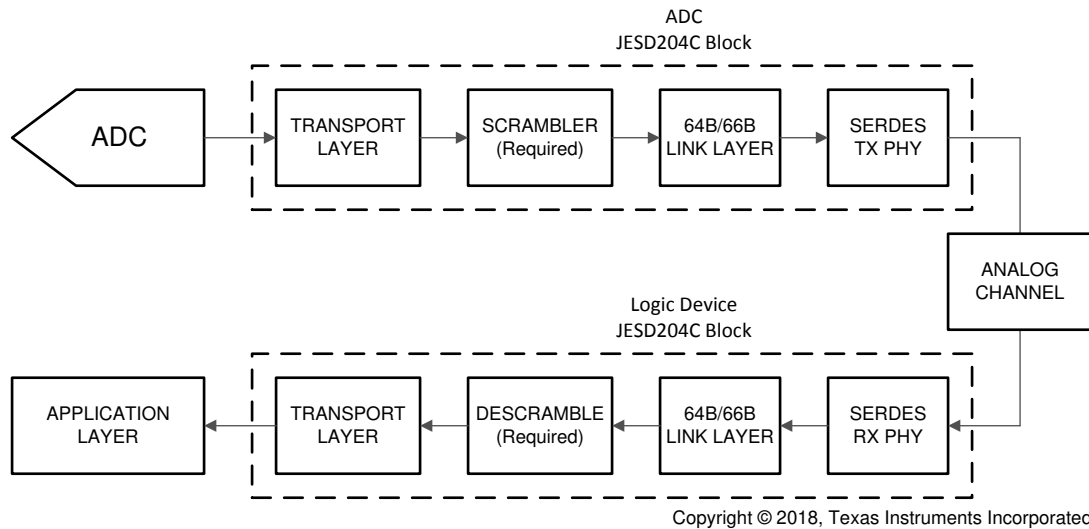 ADC
JESD204C Block
ADC
TRANSPORT
LAYER
SCRAMBLER
(Required)
64B/66B
LINK LAYER
SERDES
TX PHY
ANALOG
CHANNEL
Logic Device
JESD204C Block
APPLICATION
LAYER
TRANSPORT
LAYER
DESCRAMBLE
(Required)
64B/66B
LINK LAYER
SERDES
RX PHY
Copyright © 2018, Texas Instruments Incorporated